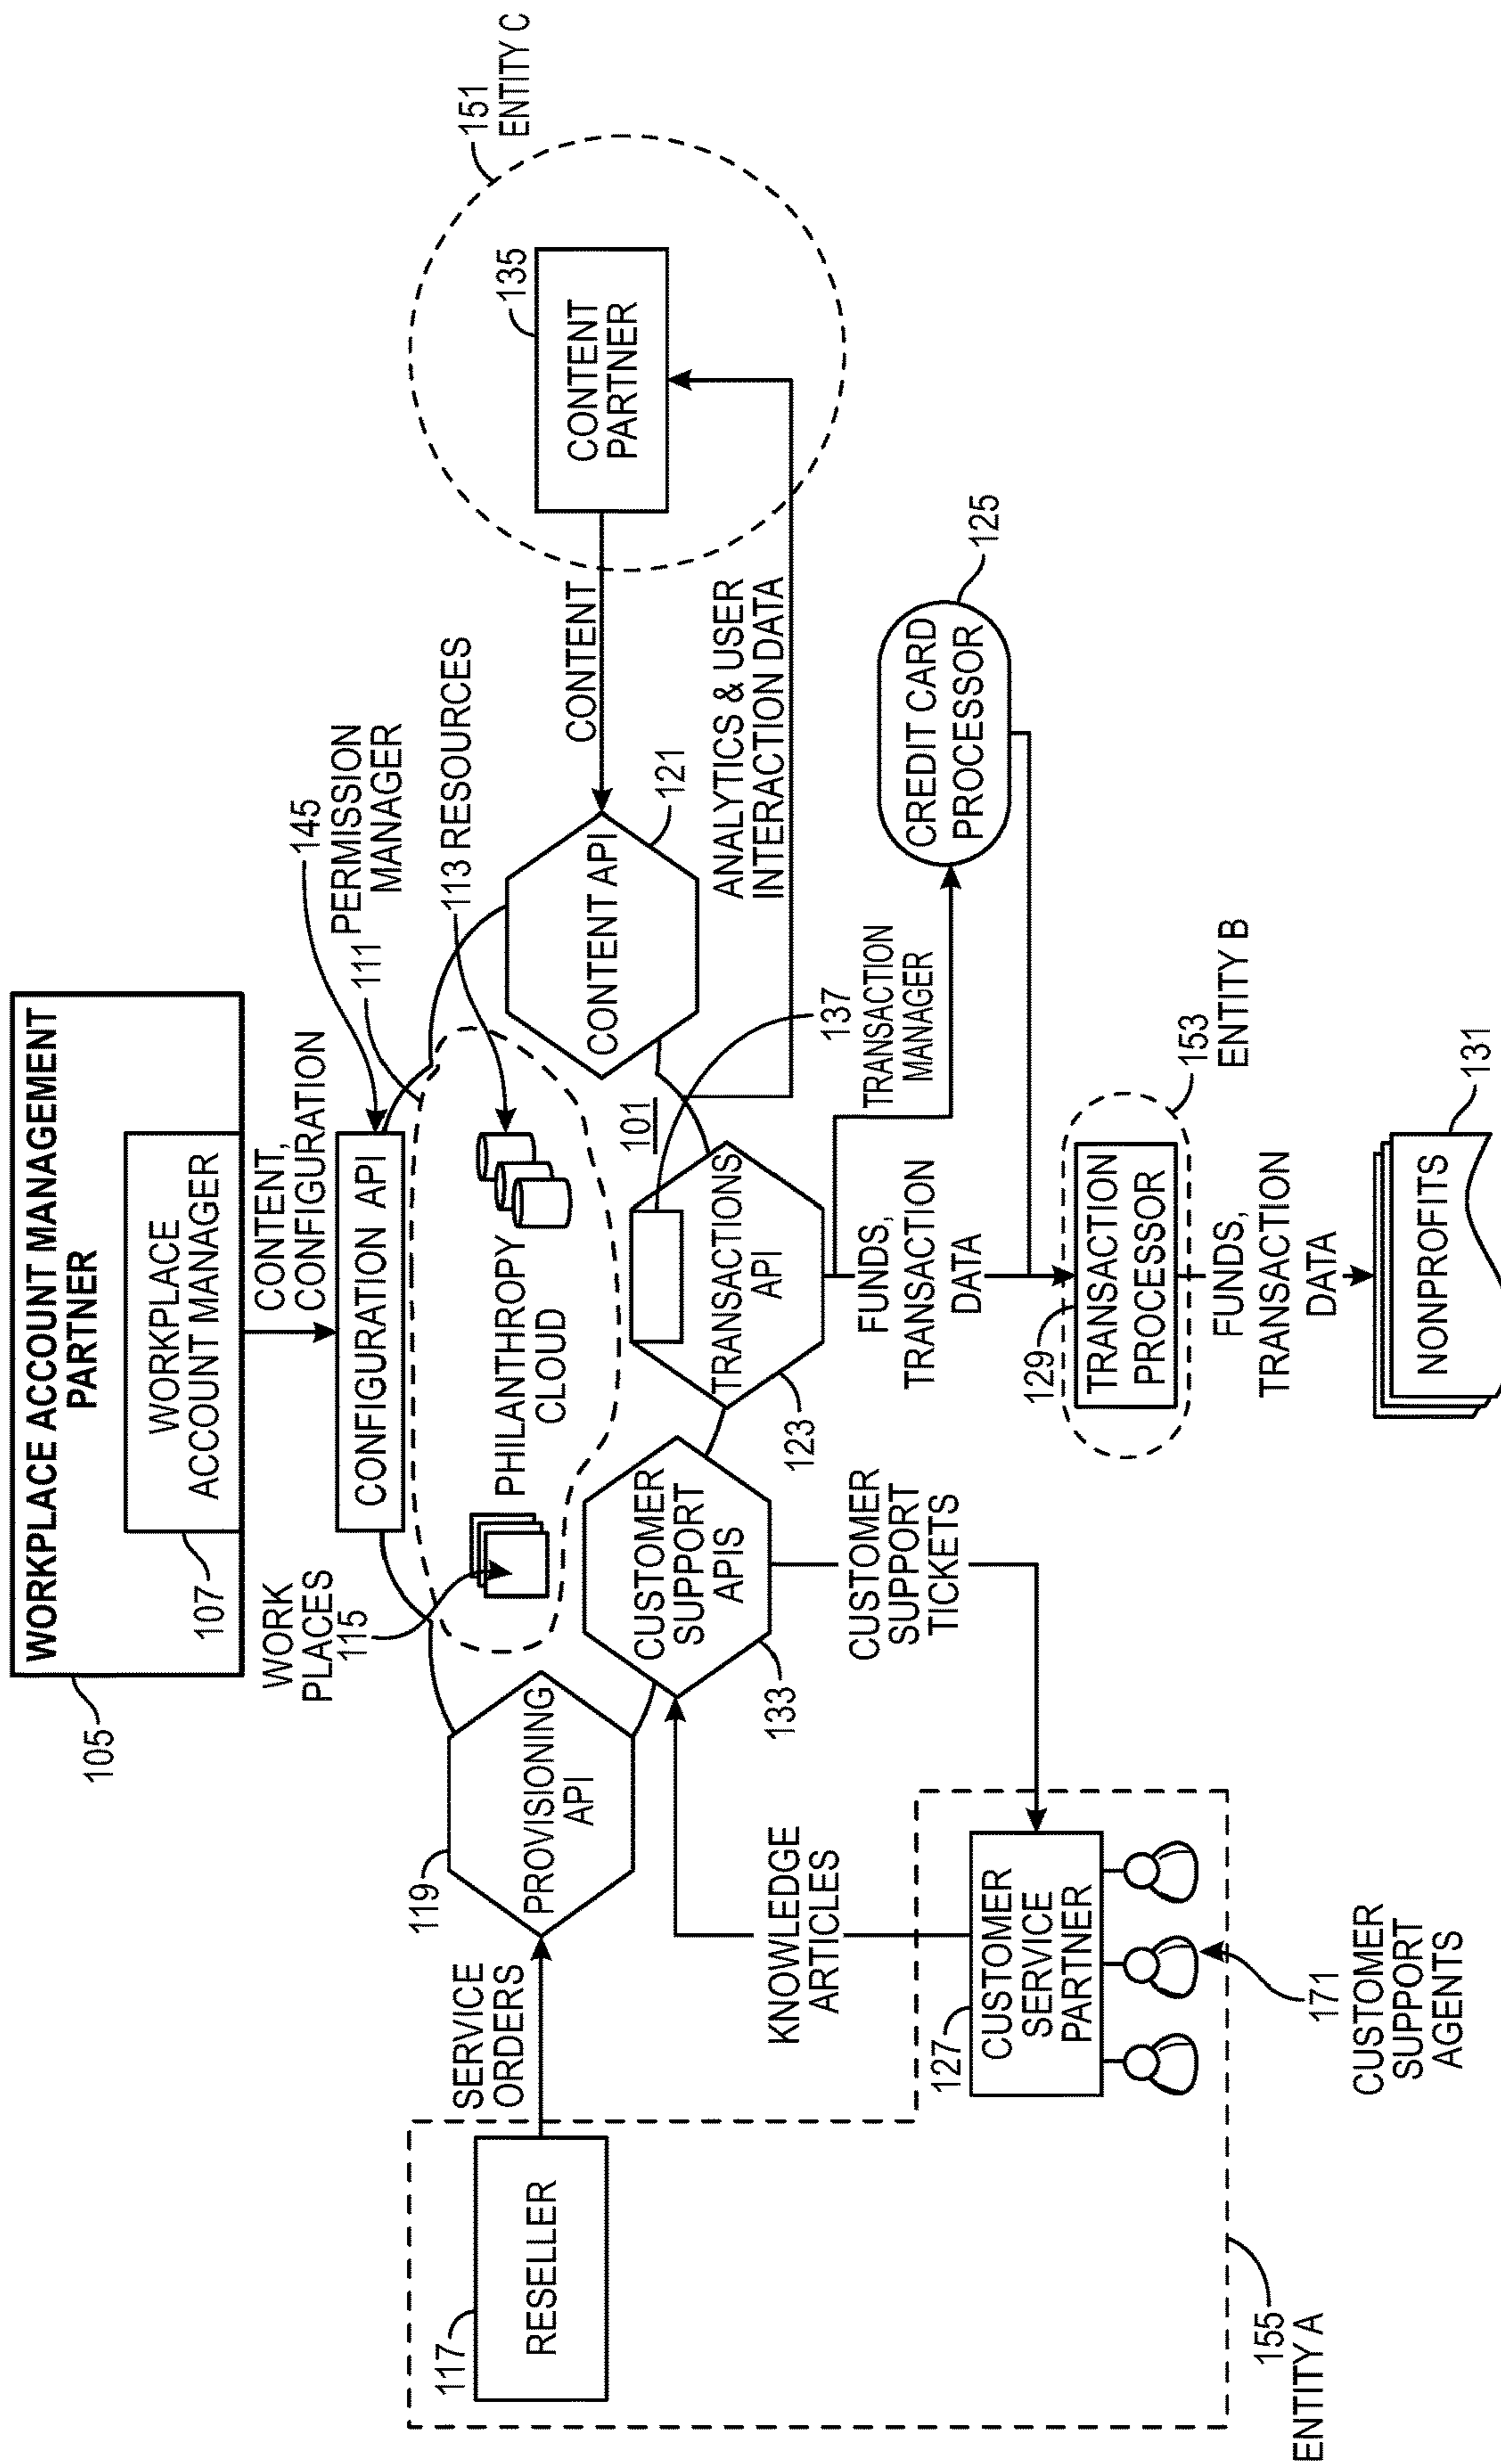 WORKPLACE ACCOUNT MANAGEMENT
PARTNER
105
107
WORKPLACE
ACCOUNT MANAGER
CONTENT,
CONFIGURATION
CONFIGURATION API
145
PERMISSION
MANAGER
111
113 RESOURCES
WORK
PLACES
115
PHILANTHROPY
CLOUD
101
117
RESELLER
SERVICE
ORDERS
119
PROVISIONING
API
CUSTOMER
SUPPORT
APIS
133
TRANSACTIONS
API
123
137
TRANSACTION
MANAGER
CONTENT API
121
CONTENT
CONTENT
PARTNER
135
151
ENTITY C
ANALYTICS & USER
INTERACTION DATA
KNOWLEDGE
ARTICLES
CUSTOMER
SUPPORT
TICKETS
FUNDS,
TRANSACTION
DATA
CREDIT CARD
PROCESSOR
125
127
CUSTOMER
SERVICE
PARTNER
129
TRANSACTION
PROCESSOR
153
ENTITY B
FUNDS,
TRANSACTION
DATA
155
ENTITY A
171
CUSTOMER
SUPPORT
AGENTS
NONPROFITS
131